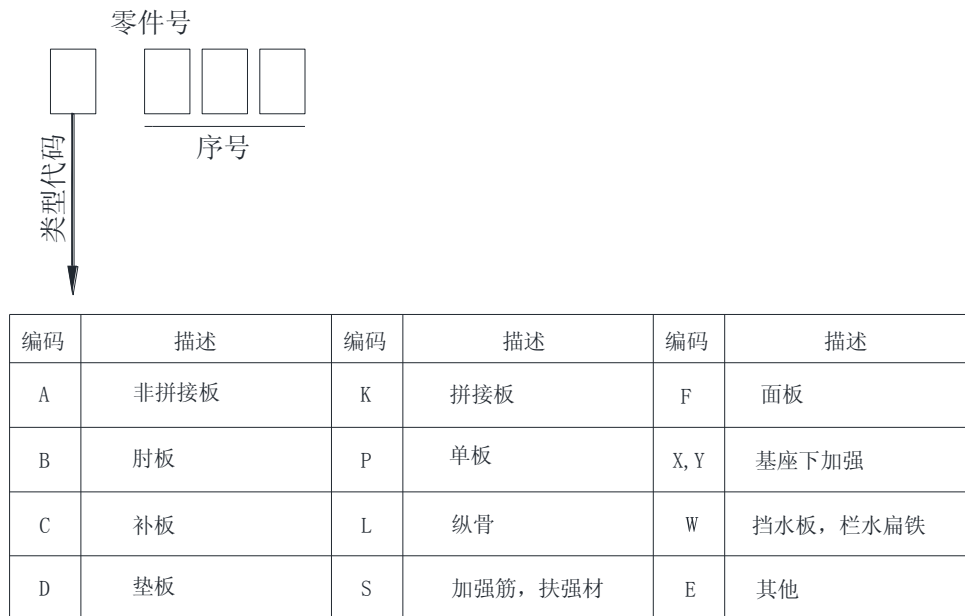 零件号
序号
类型代码
编码 描述 编码 描述 编码 描述
A 非拼接板 K 拼接板 F 面板
B 肘板 P 单板 X,Y 基座下加强
C 补板 L 纵骨 W 挡水板，栏水扁铁
D 垫板 S 加强筋，扶强材 E 其他